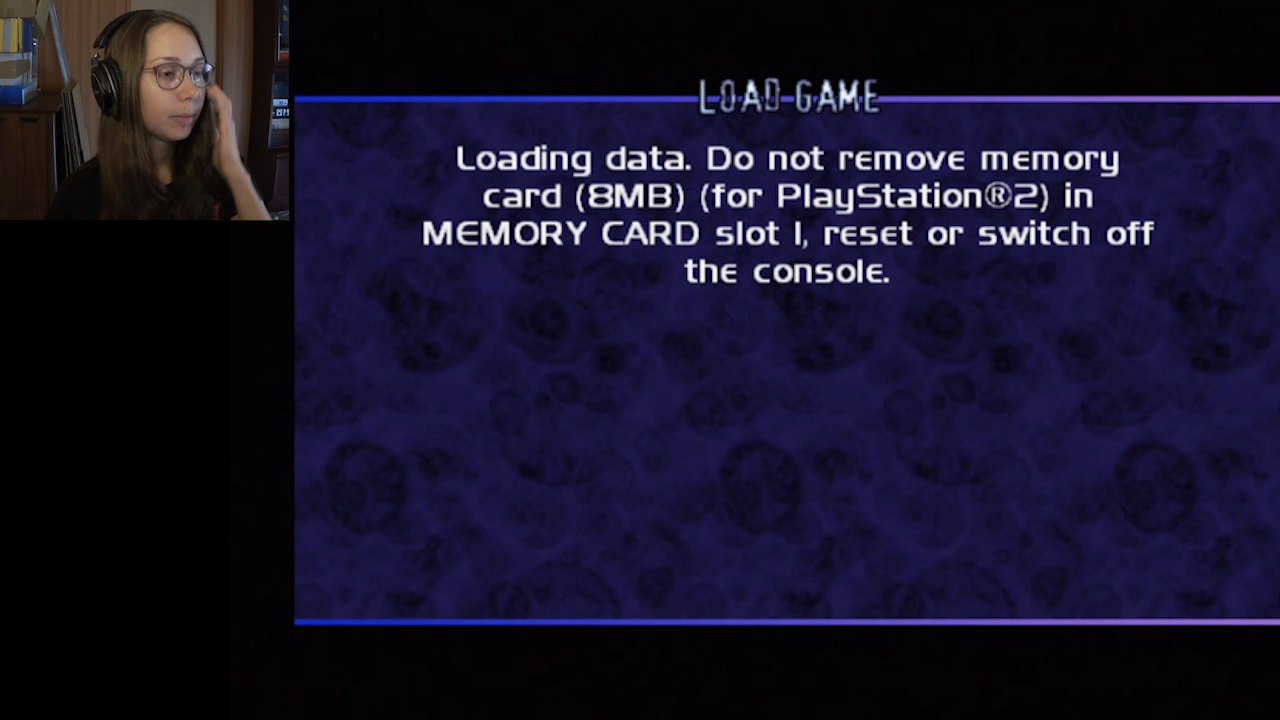 LOAD GAME
Loading data. Do not remove memory
card (8MB) (for PlayStation®2) in
MEMORY CARD slot 1, reset or switch off
the console.